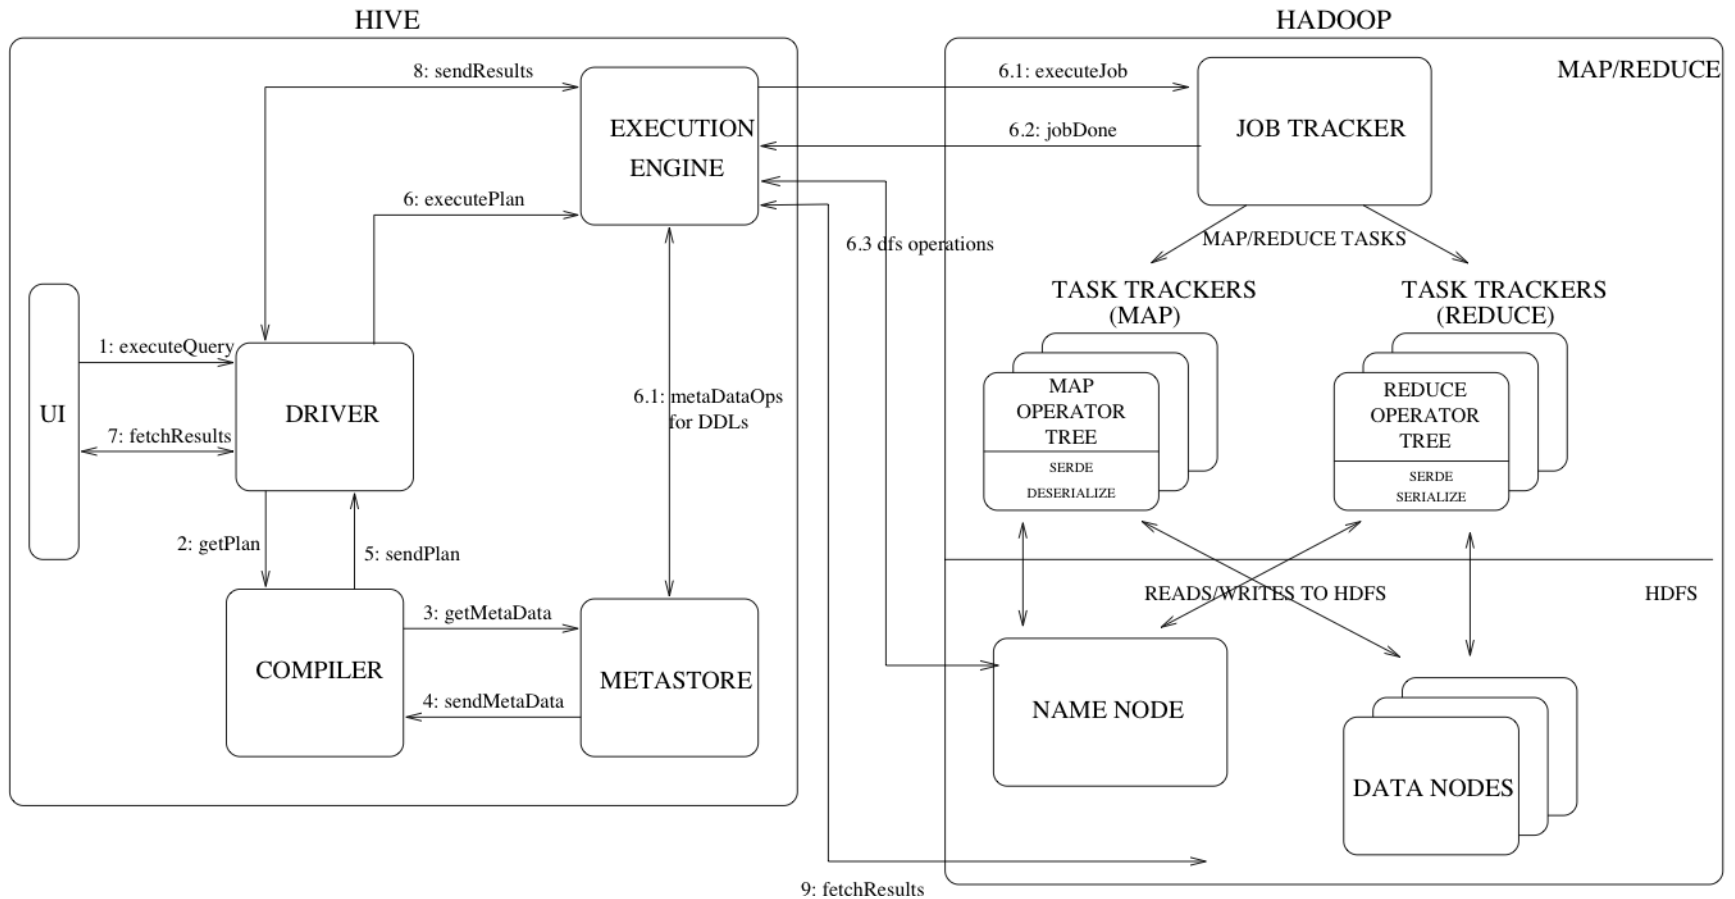 HIVE
HADOOP
MAP/REDUCE
8: sendResults
6.1: executeJob
EXECUTION
ENGINE
JOB TRACKER
6.2: jobDone
6: executePlan
6.3 dfs operations
MAP/REDUCE TASKS
TASK TRACKERS
(MAP)
TASK TRACKERS
(REDUCE)
1: executeQuery
UI
DRIVER
6.1: metaDataOps
for DDLs
MAP
OPERATOR
TREE
SERDE
DESERIALIZE
REDUCE
OPERATOR
TREE
SERDE
SERIALIZE
7: fetchResults
2: getPlan
5: sendPlan
READS/WRITES TO HDFS
HDFS
3: getMetaData
COMPILER
METASTORE
4: sendMetaData
NAME NODE
DATA NODES
9: fetchResults